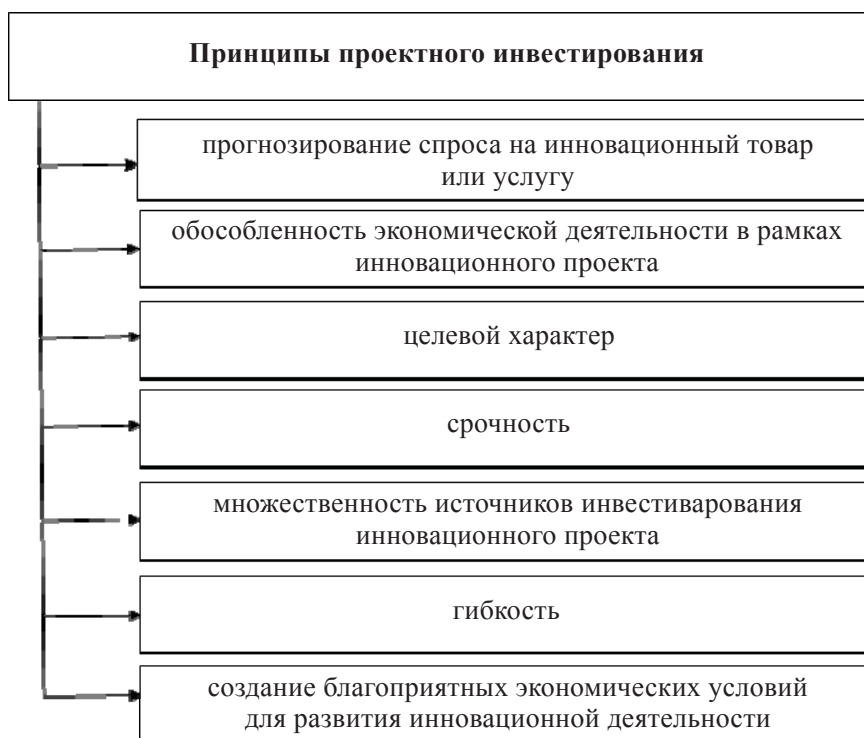 Принципы проектного инвестирования
прогнозирование спроса на инновационный товар
или услугу
обособленность экономической деятельности в рамках
инновационного проекта
целевой характер
срочность
множественность источников инвестиварования
инновационного проекта
гибкость
создание благоприятных экономических условий
для развития инновационной деятельности